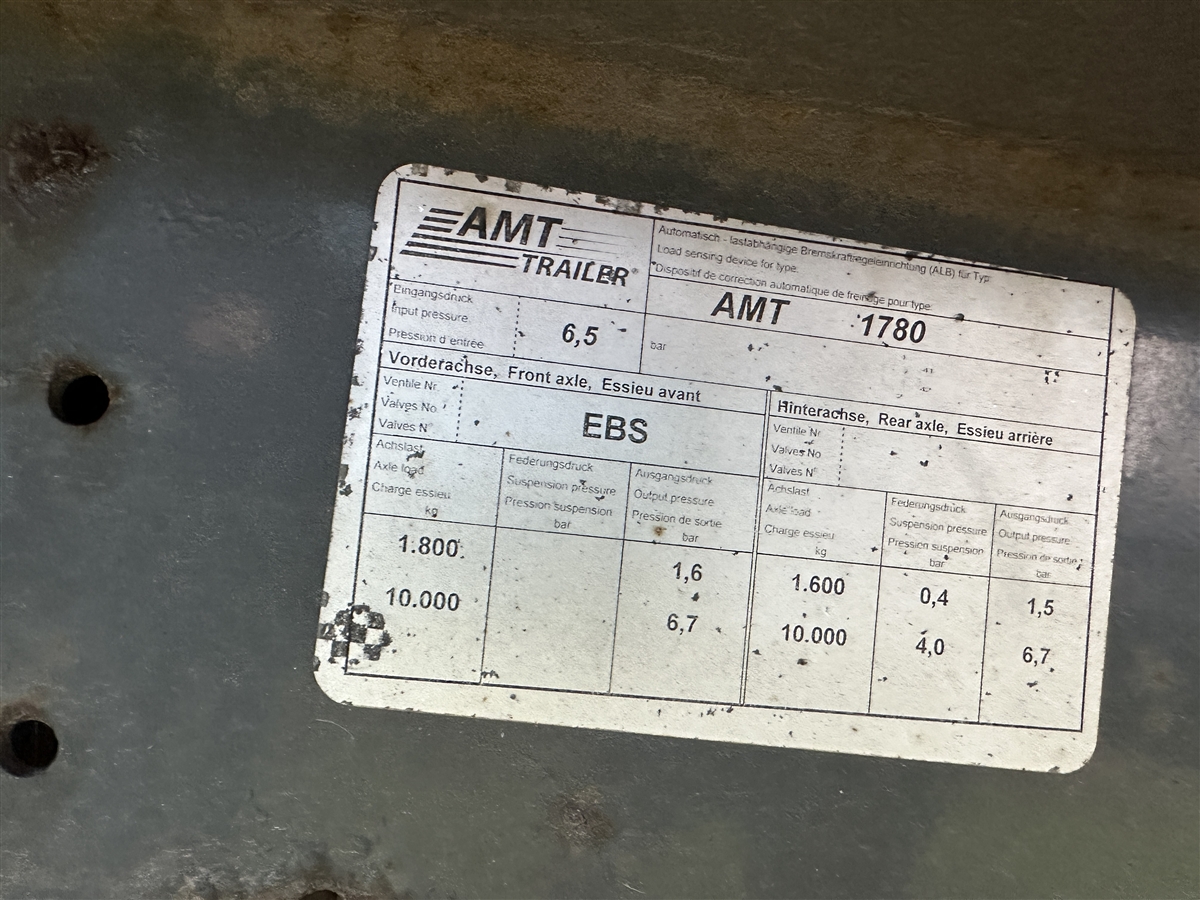 AMT
TRAILER®
Automatisch - lastabhängige Bremskraftregeleinrichtung (ALB) für Typ:
Load sensing device for type:
Dispositif de correction automatique de freinage pour type:
AMT 1780
Eingangsdruck
Input pressure
Pression d'entrée
6,5
bar
Vorderachse, Front axle, Essieu avant
Ventile Nr.
Valves No
Valves N°
EBS
Hinterachse, Rear axle, Essieu arrière
Ventile Nr
Valves No
Valves N°
Achslast
Axle load
Charge essieu
kg
Federungsdruck
Suspension pressure
Pression suspension
bar
Ausgangsdruck
Output pressure
Pression de sortie
bar
Achslast
Axle load
Charge essieu
kg
Federungsdruck
Suspension pressure
Pression suspension
bar
Ausgangsdruck
Output pressure
Pression de sortie
bar
1.800 1,6 1.600 0,4 1,5
10.000 6,7 10.000 4,0 6,7